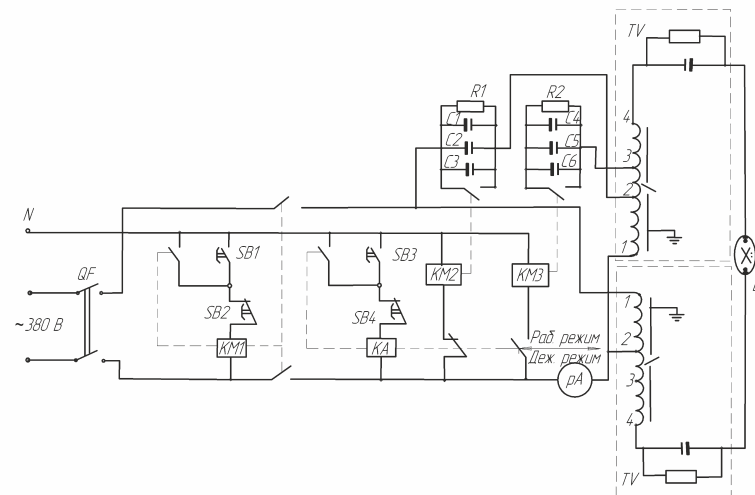 TV
R1
R2
C1
C4
C2
C5
C3
C6
4
3
2
1
N
SB1
SB3
QF
KM2
KM3
~380 В
SB2
SB4
KM1
KA
Раб. режим
Деж. режим
pA
1
2
3
4
TV